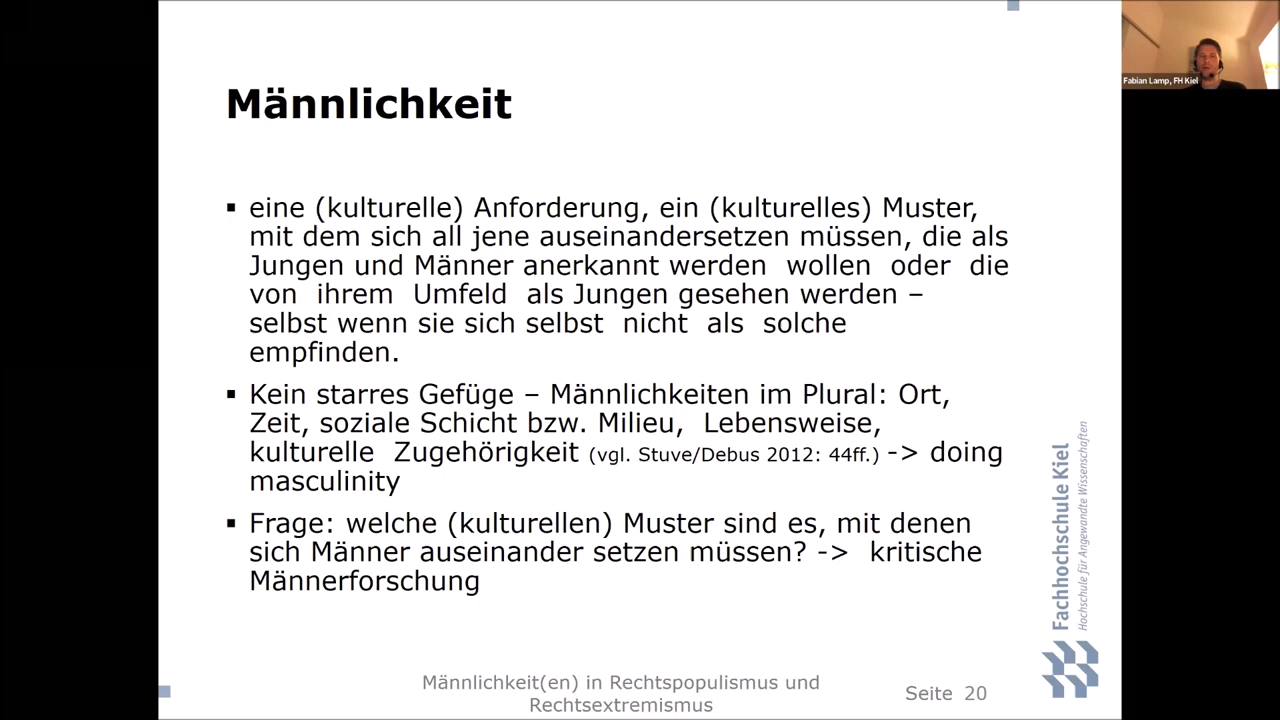 Männlichkeit
▪ eine (kulturelle) Anforderung, ein (kulturelles) Muster,
mit dem sich all jene auseinandersetzen müssen, die als
Jungen und Männer anerkannt werden wollen oder die
von ihrem Umfeld als Jungen gesehen werden –
selbst wenn sie sich selbst nicht als solche
empfinden.
▪ Kein starres Gefüge – Männlichkeiten im Plural: Ort,
Zeit, soziale Schicht bzw. Milieu, Lebensweise,
kulturelle Zugehörigkeit (vgl. Stuve/Debus 2012: 44ff.) -> doing
masculinity
▪ Frage: welche (kulturellen) Muster sind es, mit denen
sich Männer auseinander setzen müssen? -> kritische
Männerforschung
Männlichkeit(en) in Rechtspopulismus und
Rechtsextremismus
Seite 20
Fachhochschule Kiel
Hochschule für Angewandte Wissenschaften
Fabian Lamp, FH Kiel